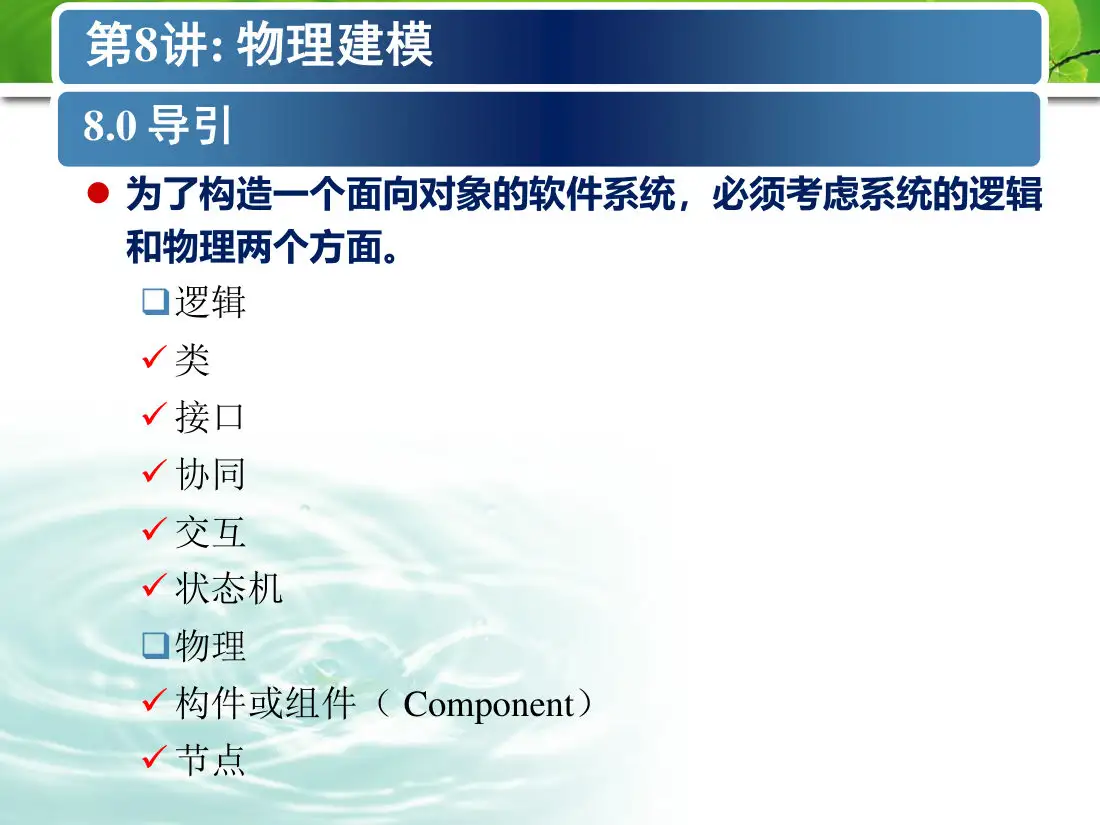 第8讲: 物理建模
8.0 导引
为了构造一个面向对象的软件系统，必须考虑系统的逻辑
和物理两个方面。
逻辑
类
接口
协同
交互
状态机
物理
构件或组件（ Component）
节点